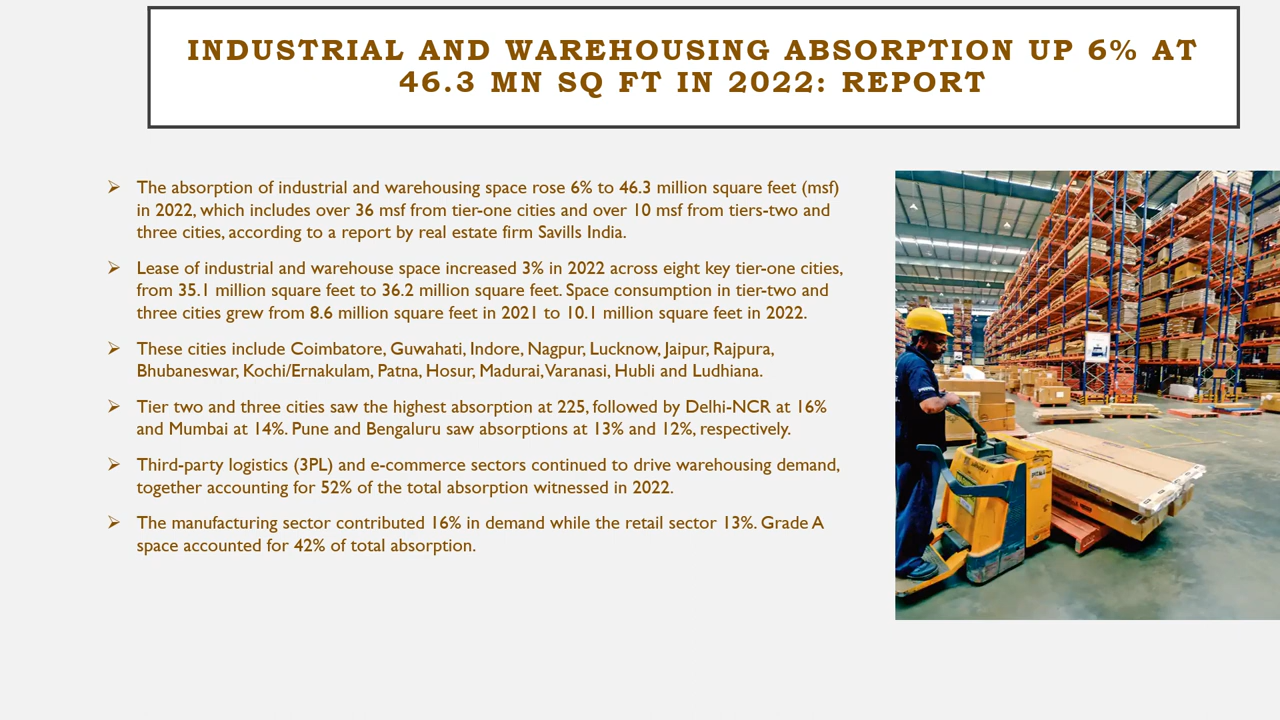 INDUSTRIAL AND WAREHOUSING ABSORPTION UP 6% AT
46.3 MN SQ FT IN 2022: REPORT
The absorption of industrial and warehousing space rose 6% to 46.3 million square feet (msf)
in 2022, which includes over 36 msf from tier-one cities and over 10 msf from tiers-two and
three cities, according to a report by real estate firm Savills India.
Lease of industrial and warehouse space increased 3% in 2022 across eight key tier-one cities,
from 35.1 million square feet to 36.2 million square feet. Space consumption in tier-two and
three cities grew from 8.6 million square feet in 2021 to 10.1 million square feet in 2022.
These cities include Coimbatore, Guwahati, Indore, Nagpur, Lucknow, Jaipur, Rajpura,
Bhubaneswar, Kochi/Ernakulam, Patna, Hosur, Madurai, Varanasi, Hubli and Ludhiana.
Tier two and three cities saw the highest absorption at 225, followed by Delhi-NCR at 16%
and Mumbai at 14%. Pune and Bengaluru saw absorptions at 13% and 12%, respectively.
Third-party logistics (3PL) and e-commerce sectors continued to drive warehousing demand,
together accounting for 52% of the total absorption witnessed in 2022.
The manufacturing sector contributed 16% in demand while the retail sector 13%. Grade A
space accounted for 42% of total absorption.